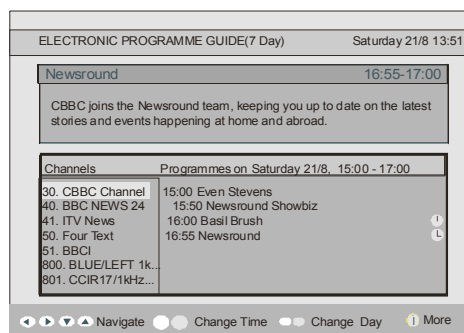 ELECTRONIC PROGRAMME GUIDE(7 Day) Saturday 21/8 13:51
Newsround 16:55-17:00
CBBC joins the Newsround team, keeping you up to date on the latest
stories and events happening at home and abroad.
Channels Programmes on Saturday 21/8, 15:00 - 17:00
30. CBBC Channel 15:00 Even Stevens
40. BBC NEWS 24 15:50 Newsround Showbiz
41. ITV News 16:00 Basil Brush
50. Four Text 16:55 Newsround
51. BBCI
800. BLUE/LEFT 1k...
801. CCIR17/1kHz...
Navigate Change Time Change Day i More